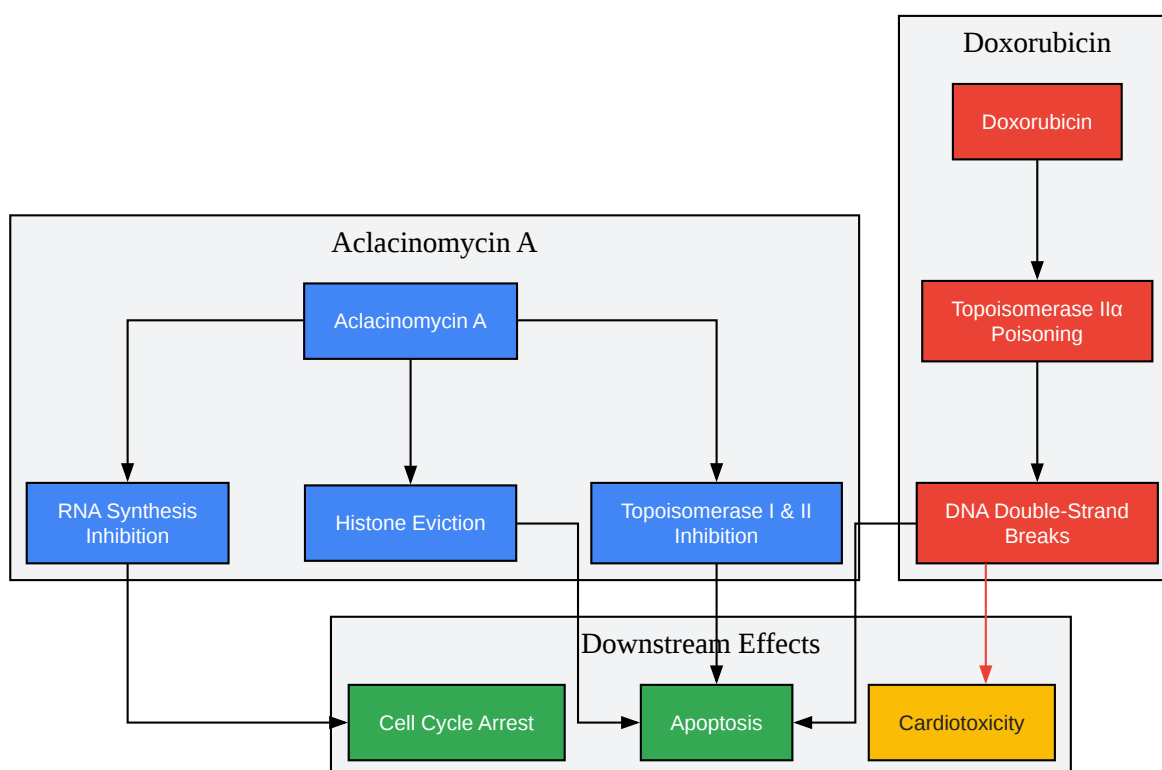 Doxorubicin
Doxorubicin
Aclacinomycin A
Aclacinomycin A
Topoisomerase IIα
Poisoning
RNA Synthesis
Inhibition
Histone Eviction
Topoisomerase I & II
Inhibition
DNA Double-Strand
Breaks
Downstream Effects
Cell Cycle Arrest
Apoptosis
Cardiotoxicity